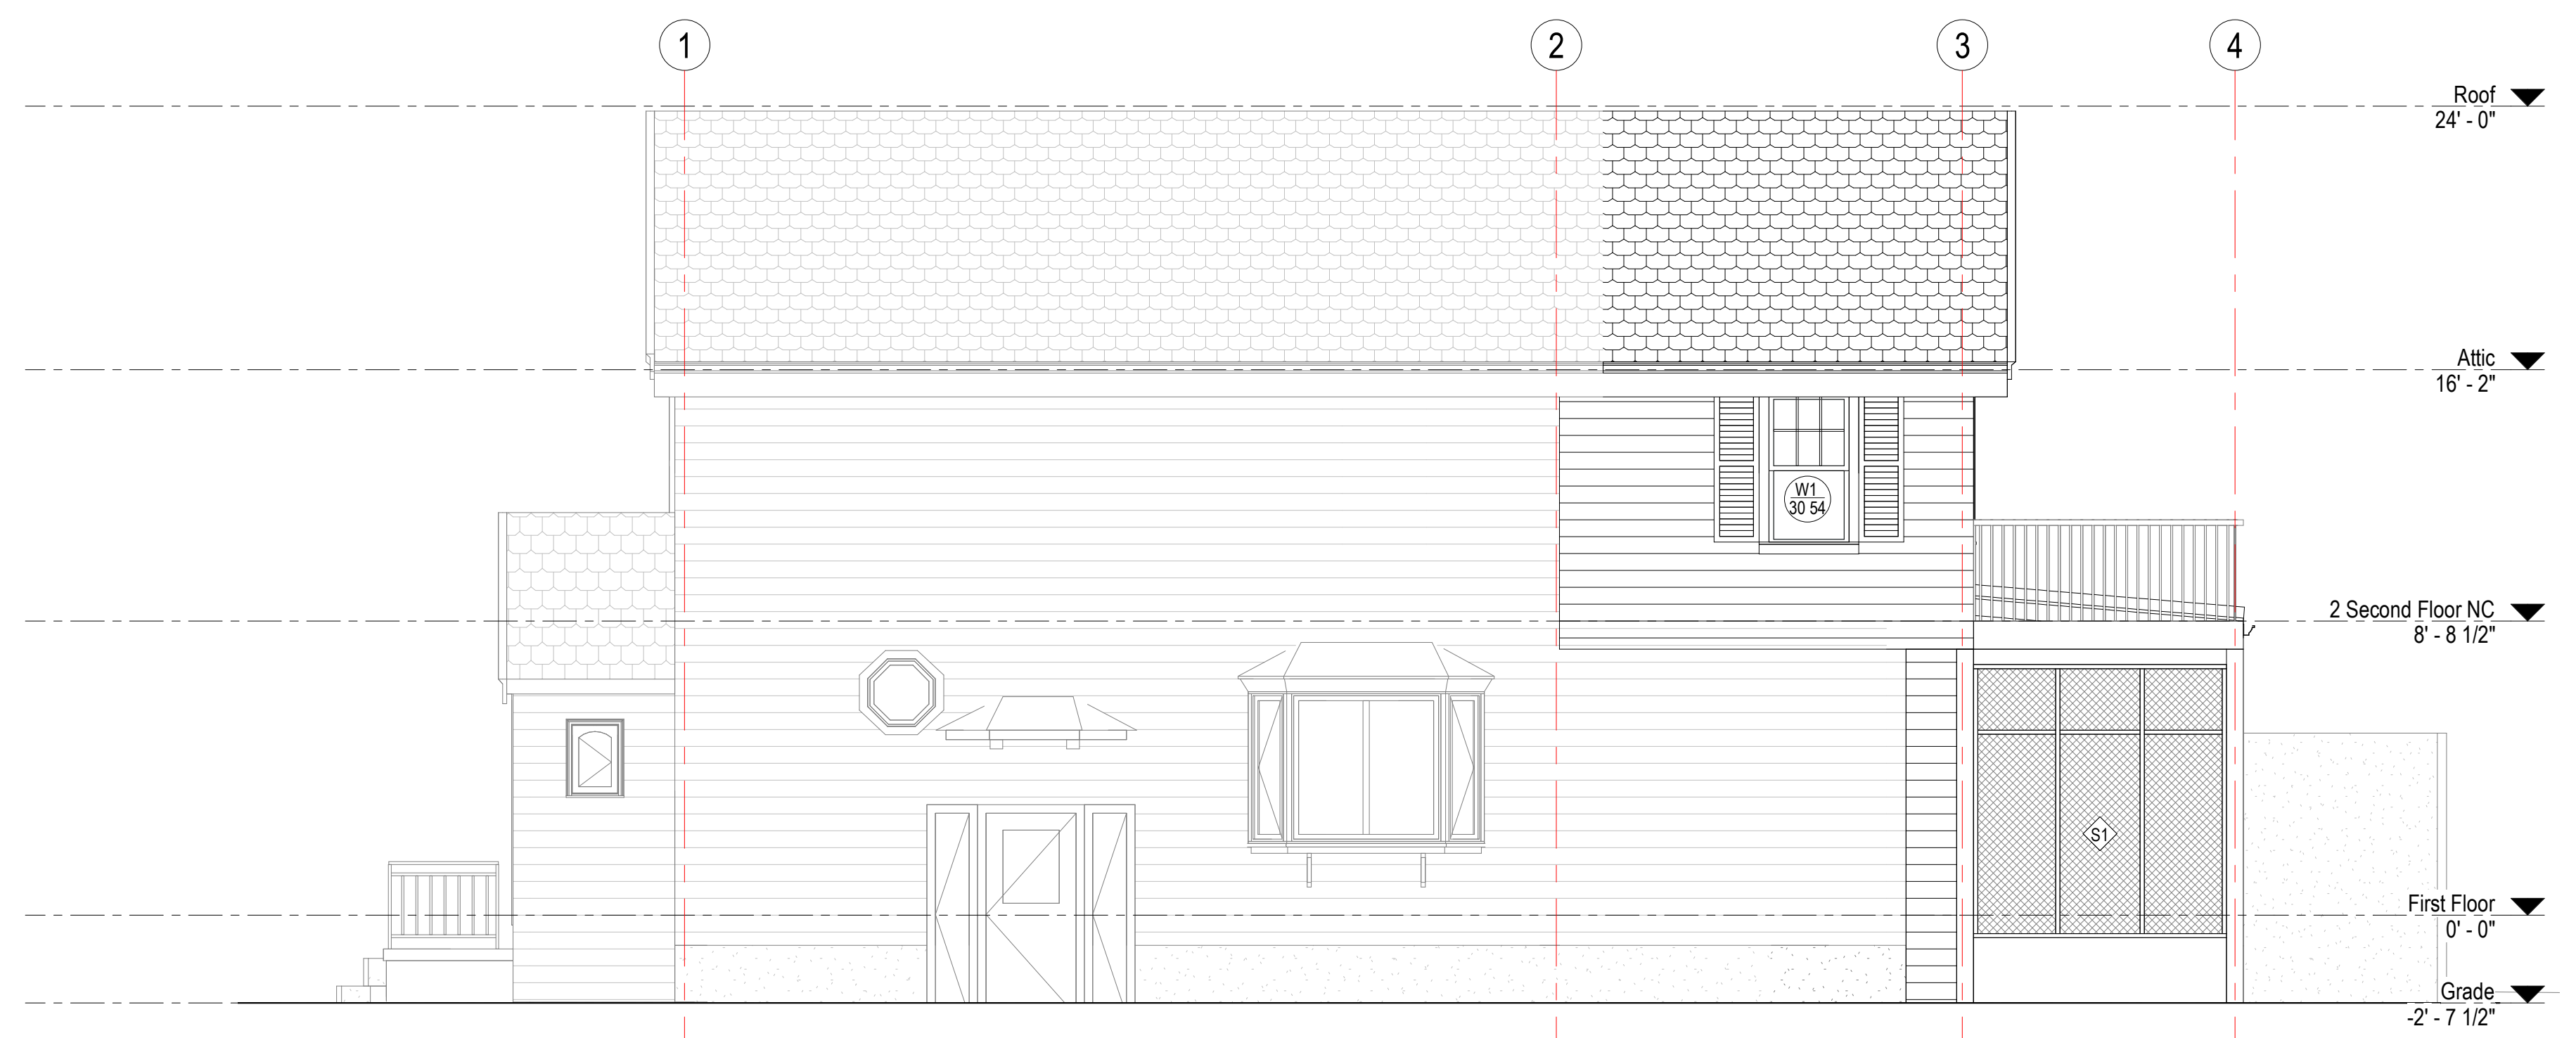 1
2
3
4
Roof
24' - 0"
Attic
16' - 2"
W1
30 54
2 Second Floor NC
8' - 8 1/2"
S1
First Floor
0' - 0"
Grade
-2' - 7 1/2"